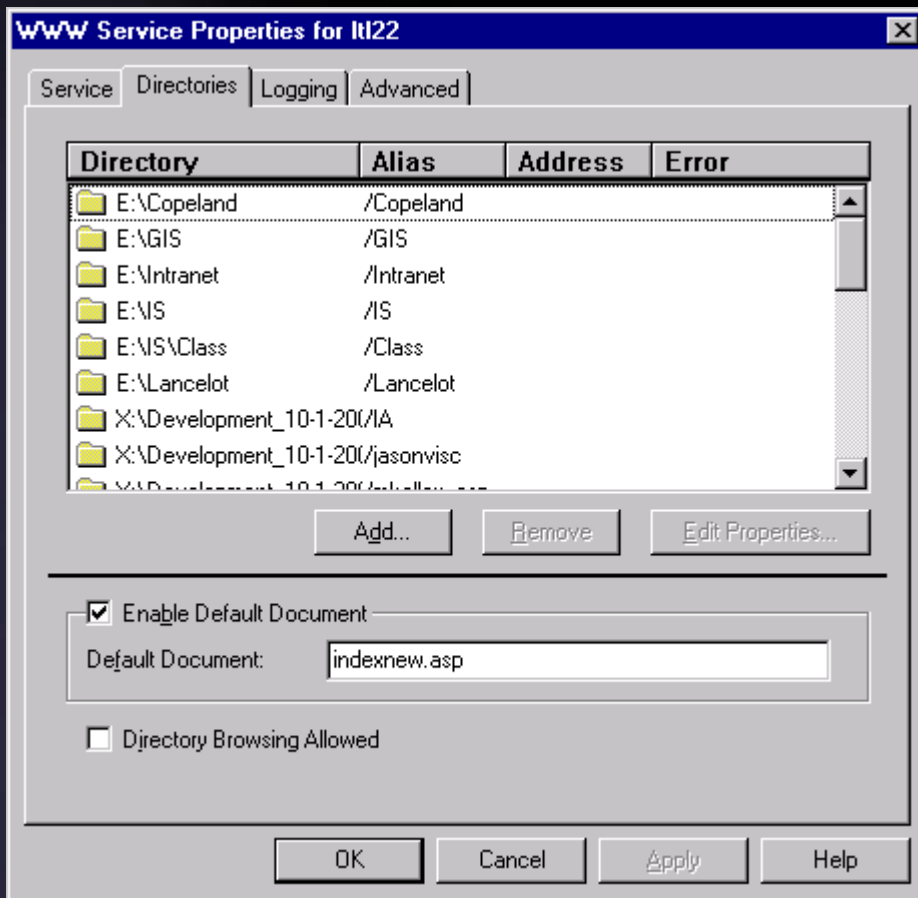 WWW Service Properties for ltl22
Service Directories Logging Advanced
Directory Alias Address Error
E:\Copeland /Copeland
E:\GIS /GIS
E:\Intranet /Intranet
E:\IS /IS
E:\IS\Class /Class
E:\Lancelot /Lancelot
X:\Development_10-1-20(/IA
X:\Development_10-1-20(/jasonvisc
Add... Remove Edit Properties...
Enable Default Document
Default Document: indexnew.asp
Directory Browsing Allowed
OK Cancel Apply Help